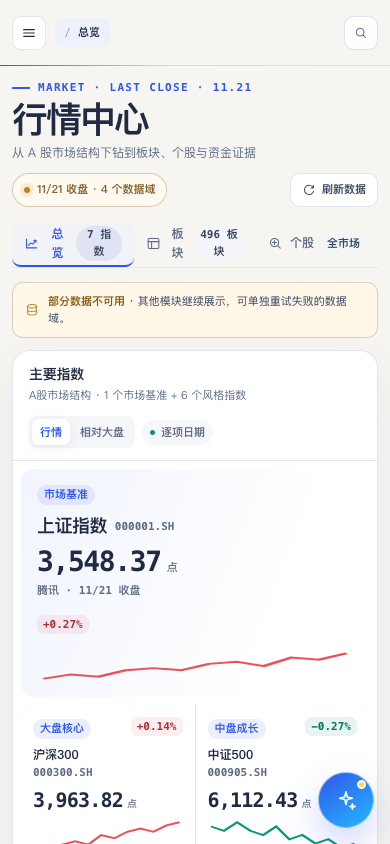 / 总览
MARKET · LAST CLOSE · 11.21
行情中心
从 A 股市场结构下钻到板块、个股与资金证据
11/21 收盘 · 4 个数据域
刷新数据
总览 7 指数
板块 496 板块
个股 全市场
部分数据不可用 · 其他模块继续展示，可单独重试失败的数据
域。
主要指数
A股市场结构 · 1 个市场基准 + 6 个风格指数
行情 相对大盘 逐项日期
市场基准
上证指数 000001.SH
3,548.37 点
腾讯 · 11/21 收盘
+0.27%
大盘核心 +0.14%
沪深300
000300.SH
3,963.82 点
中盘成长 −0.27%
中证500
000905.SH
6,112.43 点